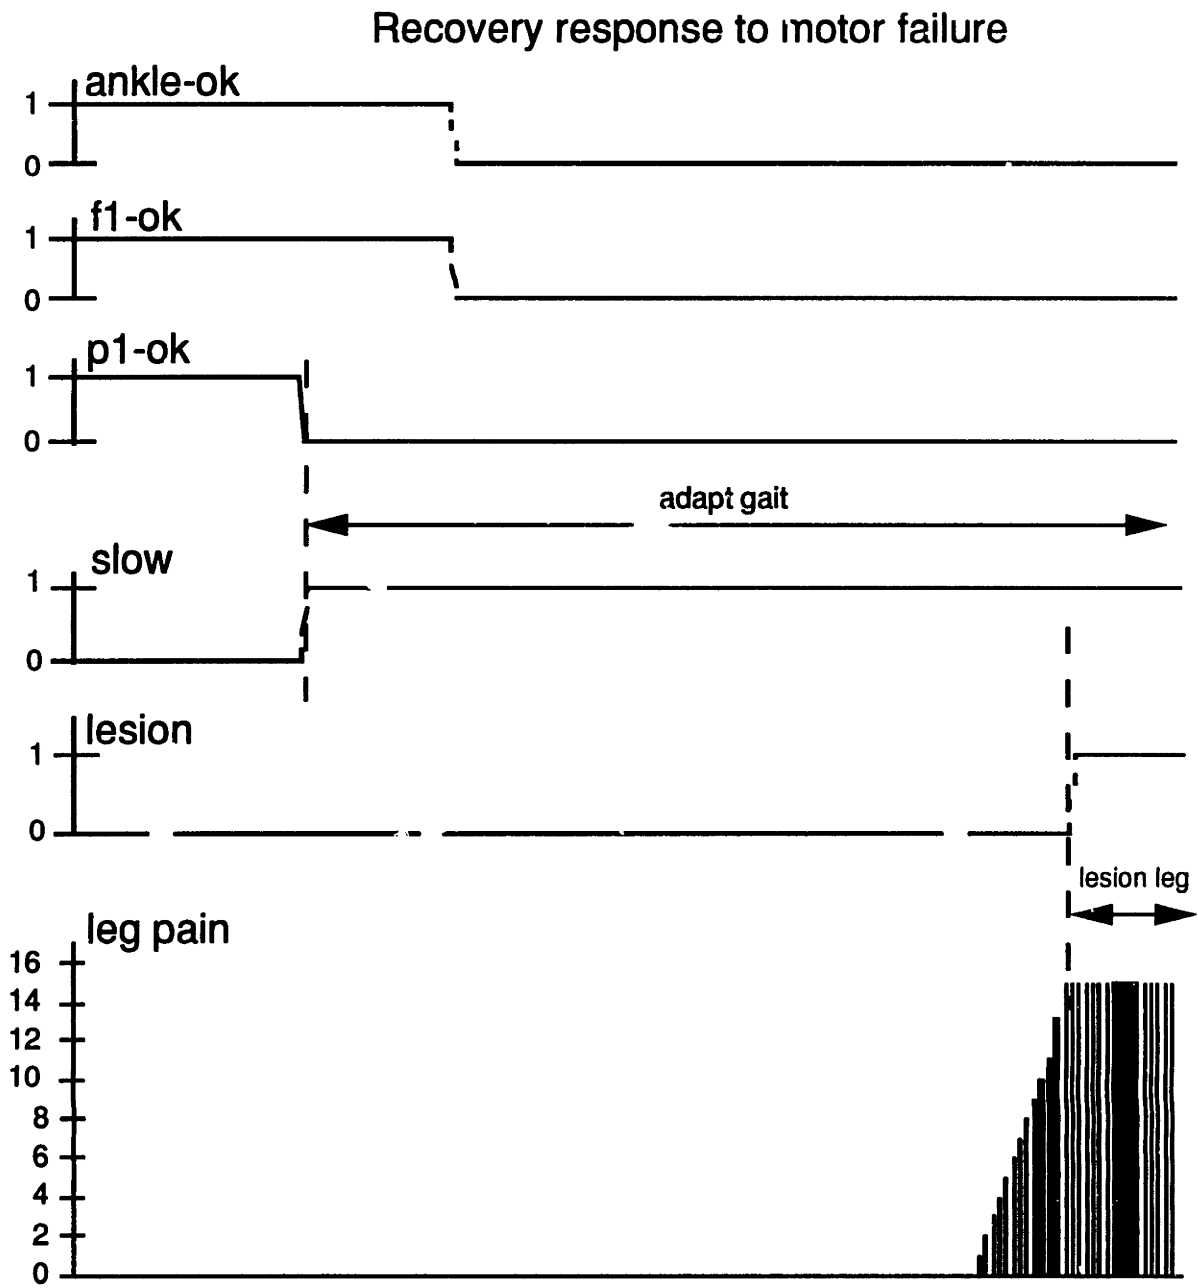 Recovery response to motor failure
ankle-ok
1
0
f1-ok
1
0
p1-ok
1
0
adapt gait
slow
1
0
lesion
1
0
lesion leg
leg pain
16
14
12
10
8
6
4
2
0